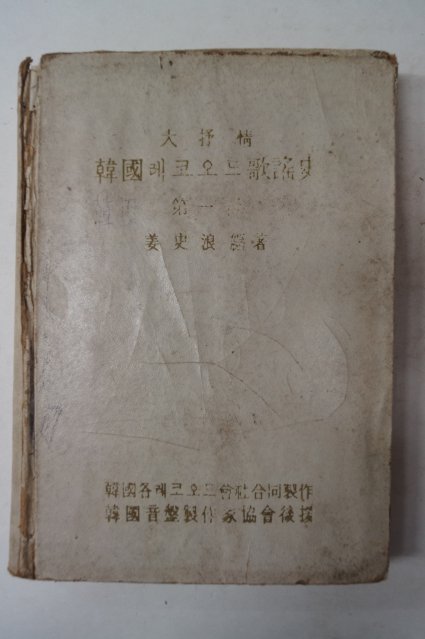 大抒情
韓國레코오드歌謠史
第一
姜史浪編著
韓國各레코오드會社合同製作
韓國音盤製作家協會後援